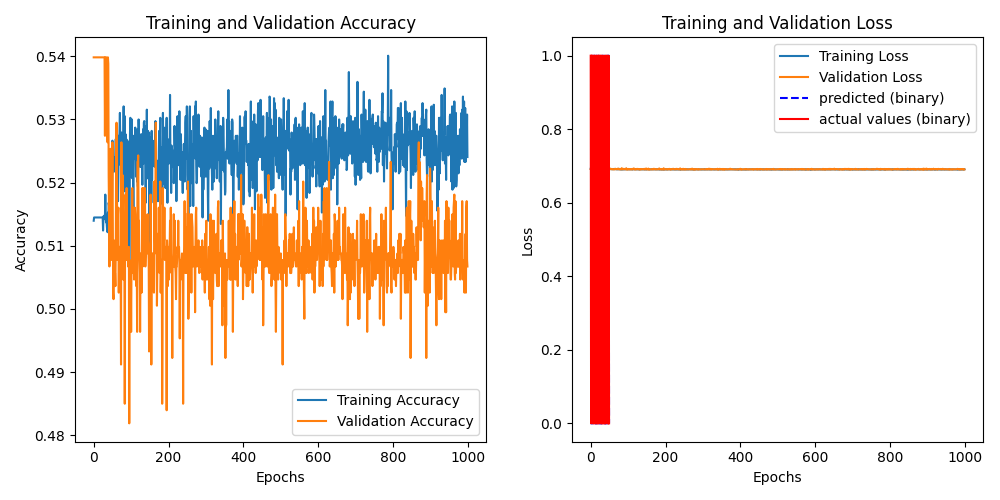 Training and Validation Accuracy
0.54
0.53
0.52
0.51
0.50
0.49
0.48
Accuracy
Training Accuracy
Validation Accuracy
0 200 400 600 800 1000
Epochs
Training and Validation Loss
1.0
0.8
0.6
0.4
0.2
0.0
Loss
Training Loss
Validation Loss
predicted (binary)
actual values (binary)
0 200 400 600 800 1000
Epochs